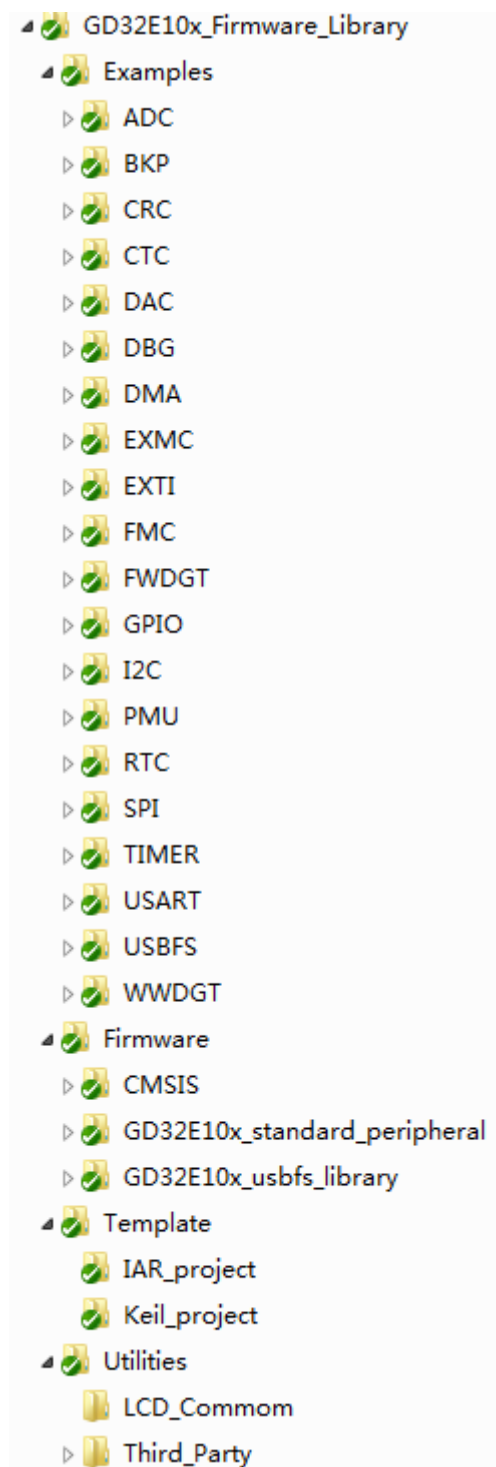 GD32E10x_Firmware_Library
Examples
ADC
BKP
CRC
CTC
DAC
DBG
DMA
EXMC
EXTI
FMC
FWDGT
GPIO
I2C
PMU
RTC
SPI
TIMER
USART
USBFS
WWDGT
Firmware
CMSIS
GD32E10x_standard_peripheral
GD32E10x_usbfs_library
Template
IAR_project
Keil_project
Utilities
LCD_Commom
Third_Party